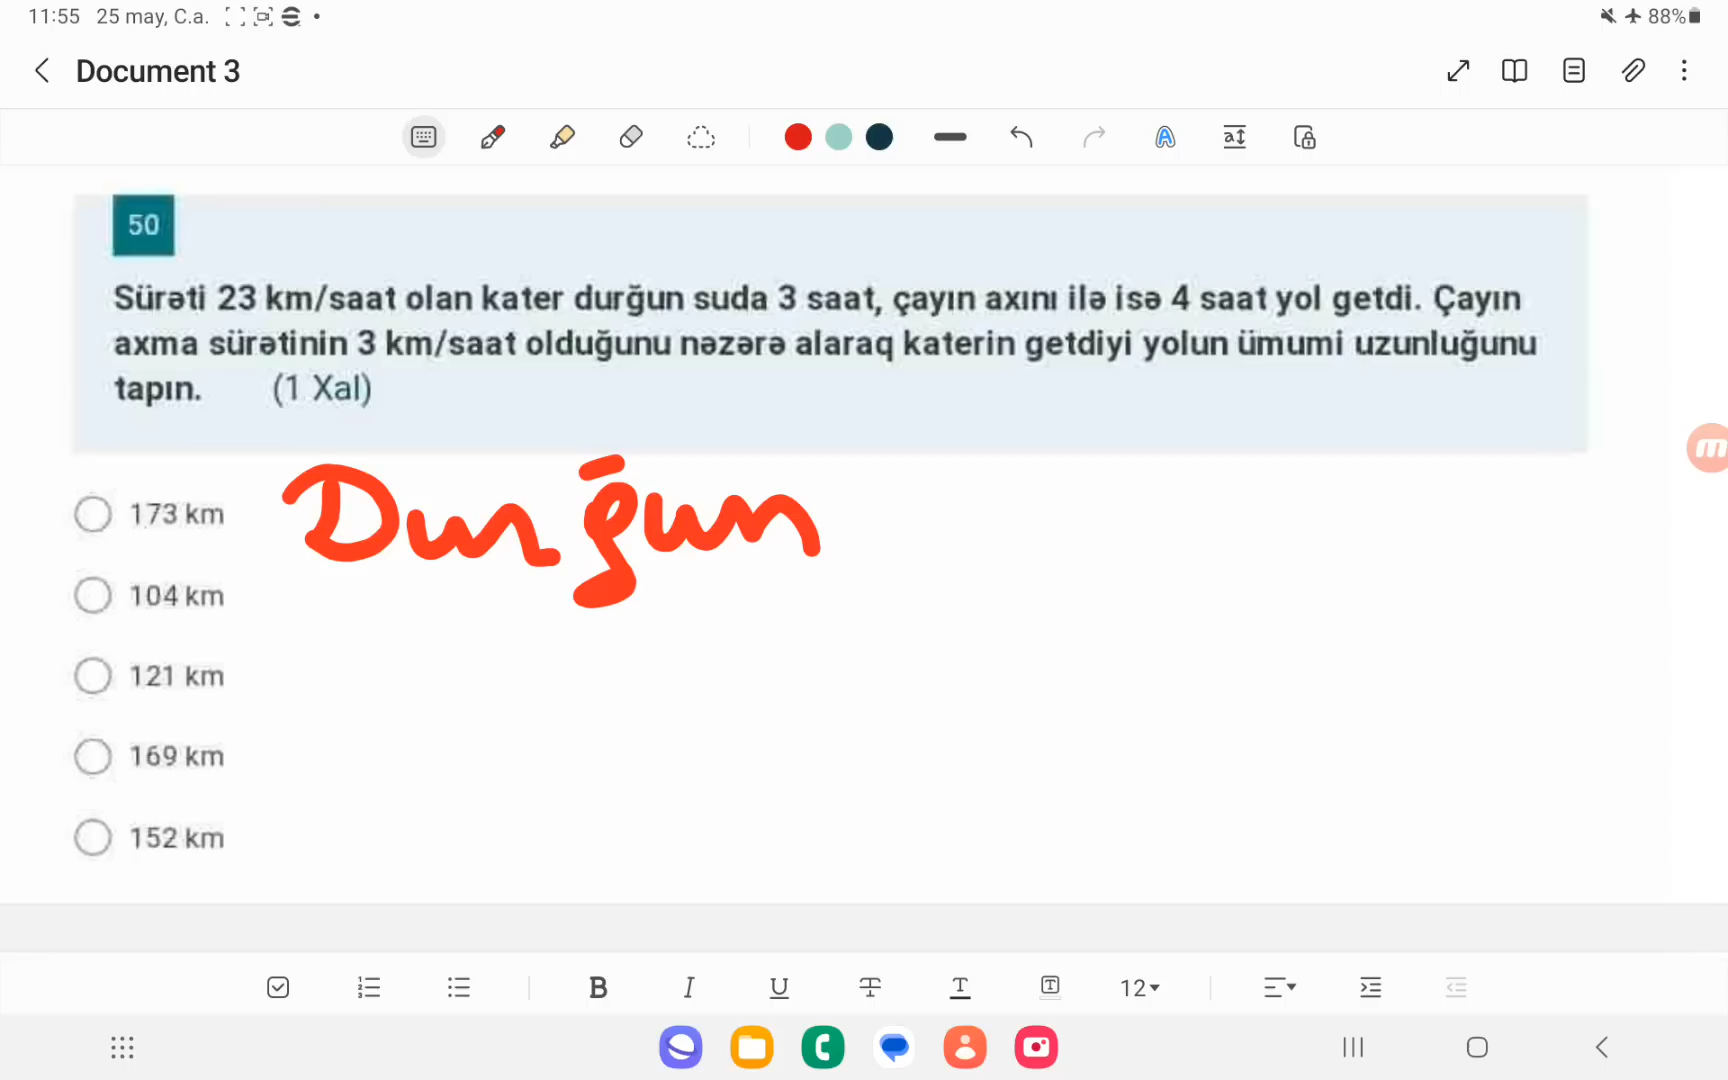 11:55 25 may, C.a. 88%
Document 3
50
Sürəti 23 km/saat olan kater durğun suda 3 saat, çayın axını ilə isə 4 saat yol getdi. Çayın
axma sürətinin 3 km/saat olduğunu nəzərə alaraq katerin getdiyi yolun ümumi uzunluğunu
tapın. (1 Xal)
Durğun
173 km
104 km
121 km
169 km
152 km
B I U T T T 12